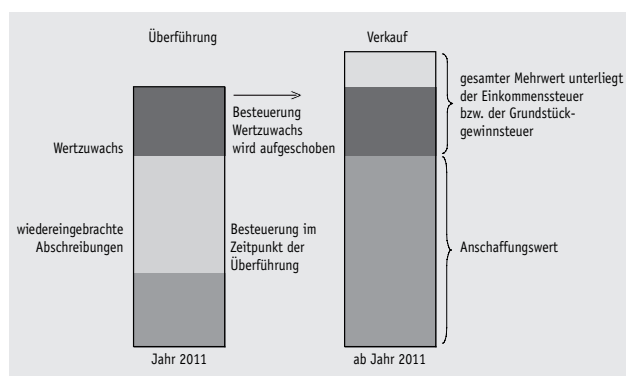 Überführung
Verkauf
gesamter Mehrwert unterliegt
der Einkommenssteuer
bzw. der Grundstück-
gewinnsteuer
Besteuerung
Wertzuwachs
wird aufgeschoben
Wertzuwachs
wiedereingebrachte
Abschreibungen
Besteuerung im
Zeitpunkt der
Überführung
Anschaffungswert
Jahr 2011
ab Jahr 2011